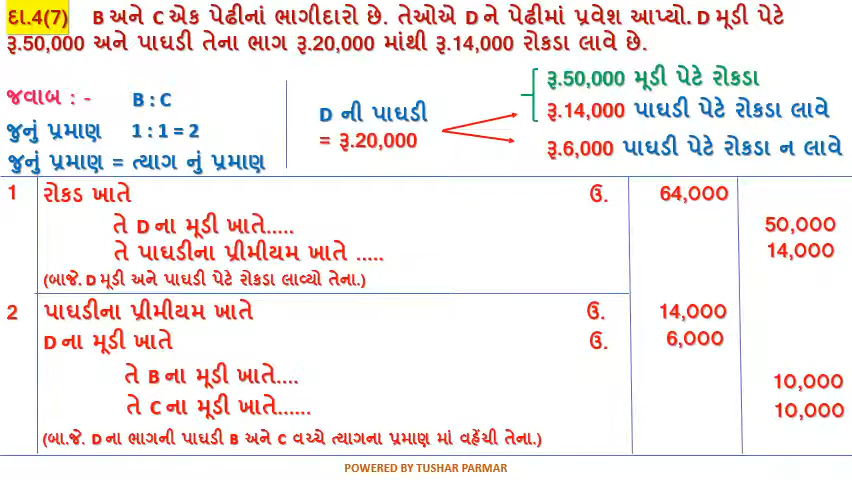 દા.4(7) B અને C એક પેઢીનાં ભાગીદારો છે. તેઓએ D ને પેઢીમાં પ્રવેશ આપ્યો. D મૂડી પેટે
રૂ.50,000 અને પાઘડી તેના ભાગ રૂ.20,000 માંથી રૂ.14,000 રોકડા લાવે છે.
જવાબ : - B : C
જુનું પ્રમાણ 1 : 1 = 2
જુનું પ્રમાણ = ત્યાગ નું પ્રમાણ
D ની પાઘડી
= રૂ.20,000
રૂ.50,000 મૂડી પેટે રોકડા
રૂ.14,000 પાઘડી પેટે રોકડા લાવે
રૂ.6,000 પાઘડી પેટે રોકડા ન લાવે
1 રોકડ ખાતે ઉ. 64,000
તે D ના મૂડી ખાતે..... 50,000
તે પાઘડીના પ્રીમીયમ ખાતે ..... 14,000
(બાજે. D મૂડી અને પાઘડી પેટે રોકડા લાવ્યો તેના.)
2 પાઘડીના પ્રીમીયમ ખાતે ઉ. 14,000
D ના મૂડી ખાતે ઉ. 6,000
તે B ના મૂડી ખાતે.... 10,000
તે C ના મૂડી ખાતે...... 10,000
(બા.જે. D ના ભાગની પાઘડી B અને C વચ્ચે ત્યાગના પ્રમાણ માં વહેંચી તેના.)
POWERED BY TUSHAR PARMAR